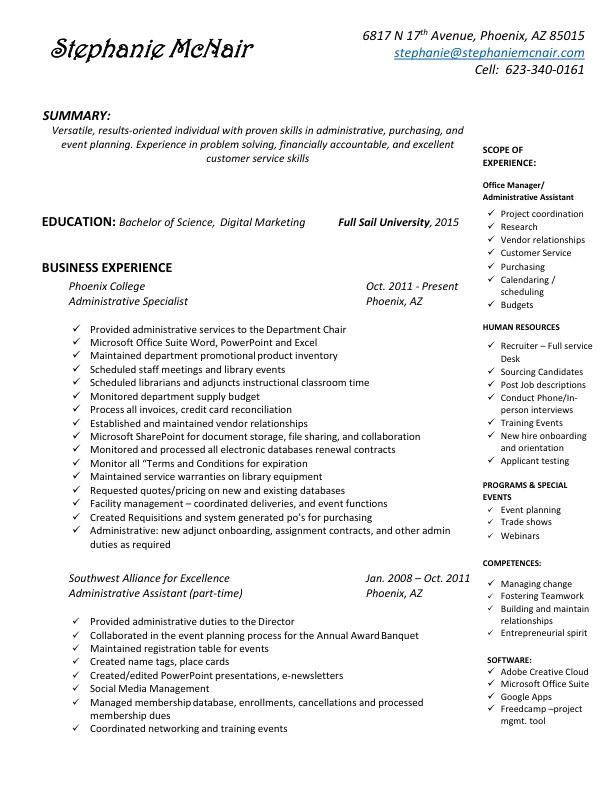 Stephanie McNair
6817 N 17th Avenue, Phoenix, AZ 85015
stephanie@stephaniemcnair.com
Cell: 623-340-0161
SUMMARY:
Versatile, results-oriented individual with proven skills in administrative, purchasing, and
event planning. Experience in problem solving, financially accountable, and excellent
customer service skills
EDUCATION: Bachelor of Science, Digital Marketing Full Sail University, 2015
BUSINESS EXPERIENCE
Phoenix College Oct. 2011 - Present
Administrative Specialist Phoenix, AZ
✓ Provided administrative services to the Department Chair
✓ Microsoft Office Suite Word, PowerPoint and Excel
✓ Maintained department promotional product inventory
✓ Scheduled staff meetings and library events
✓ Scheduled librarians and adjuncts instructional classroom time
✓ Monitored department supply budget
✓ Process all invoices, credit card reconciliation
✓ Established and maintained vendor relationships
✓ Microsoft SharePoint for document storage, file sharing, and collaboration
✓ Monitored and processed all electronic databases renewal contracts
✓ Monitor all "Terms and Conditions for expiration
✓ Maintained service warranties on library equipment
✓ Requested quotes/pricing on new and existing databases
✓ Facility management – coordinated deliveries, and event functions
✓ Created Requisitions and system generated po's for purchasing
✓ Administrative: new adjunct onboarding, assignment contracts, and other admin
duties as required
Southwest Alliance for Excellence Jan. 2008 – Oct. 2011
Administrative Assistant (part-time) Phoenix, AZ
✓ Provided administrative duties to the Director
✓ Collaborated in the event planning process for the Annual Award Banquet
✓ Maintained registration table for events
✓ Created name tags, place cards
✓ Created/edited PowerPoint presentations, e-newsletters
✓ Social Media Management
✓ Managed membership database, enrollments, cancellations and processed
membership dues
✓ Coordinated networking and training events
SCOPE OF
EXPERIENCE:
Office Manager/
Administrative Assistant
✓ Project coordination
✓ Research
✓ Vendor relationships
✓ Customer Service
✓ Purchasing
✓ Calendaring /
scheduling
✓ Budgets
HUMAN RESOURCES
✓ Recruiter – Full service
Desk
✓ Sourcing Candidates
✓ Post Job descriptions
✓ Conduct Phone/In-
person interviews
✓ Training Events
✓ New hire onboarding
and orientation
✓ Applicant testing
PROGRAMS & SPECIAL
EVENTS
✓ Event planning
✓ Trade shows
✓ Webinars
COMPETENCES:
✓ Managing change
✓ Fostering Teamwork
✓ Building and maintain
relationships
✓ Entrepreneurial spirit
SOFTWARE:
✓ Adobe Creative Cloud
✓ Microsoft Office Suite
✓ Google Apps
✓ Freedcamp –project
mgmt. tool